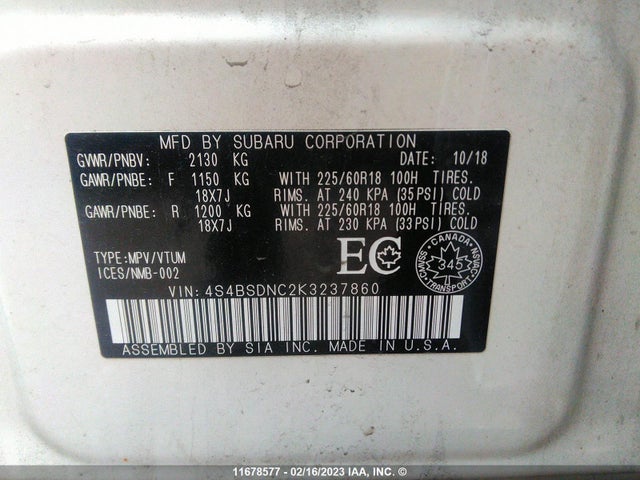 MFD BY SUBARU CORPORATION
GVWR/PNBV: 2130 KG DATE: 10/18
GAWR/PNBE: F 1150 KG WITH 225/60R18 100H TIRES.
18X7J RIMS. AT 240 KPA (35PSI) COLD
GAWR/PNBE: R 1200 KG WITH 225/60R18 100H TIRES.
18X7J RIMS. AT 230 KPA (33PSI) COLD
TYPE:MPV/VTUM
ICES/NMB-002
EC
CANADA
345
TRANSPORT
VIN: 4S4BSDNC2K3237860
ASSEMBLED BY SIA INC. MADE IN U.S.A.
11678577 - 02/16/2023 IAA, INC. ©